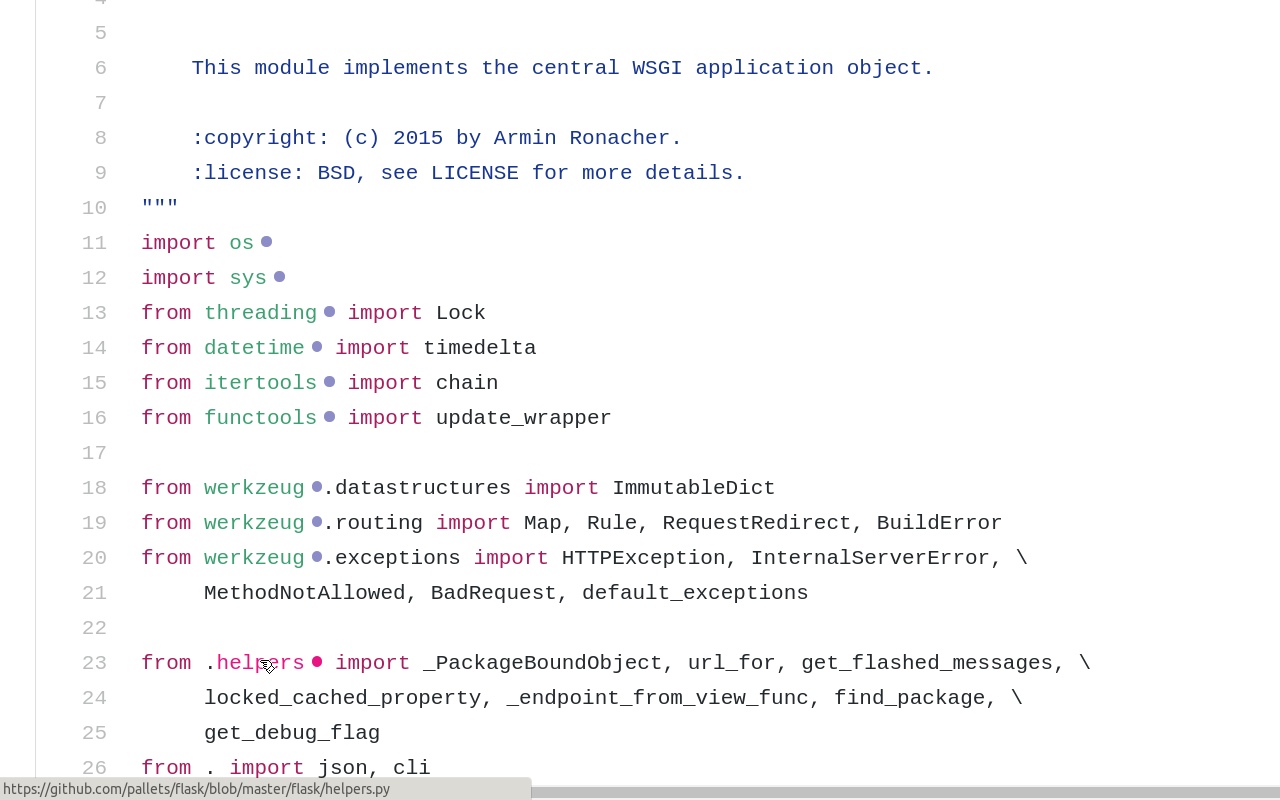 4
5
6 This module implements the central WSGI application object.
7
8 :copyright: (c) 2015 by Armin Ronacher.
9 :license: BSD, see LICENSE for more details.
10 """
11 import os
12 import sys
13 from threading import Lock
14 from datetime import timedelta
15 from itertools import chain
16 from functools import update_wrapper
17
18 from werkzeug.datastructures import ImmutableDict
19 from werkzeug.routing import Map, Rule, RequestRedirect, BuildError
20 from werkzeug.exceptions import HTTPException, InternalServerError, \
21 MethodNotAllowed, BadRequest, default_exceptions
22
23 from .helpers import _PackageBoundObject, url_for, get_flashed_messages, \
24 locked_cached_property, _endpoint_from_view_func, find_package, \
25 get_debug_flag
26 from . import json, cli
https://github.com/pallets/flask/blob/master/flask/helpers.py